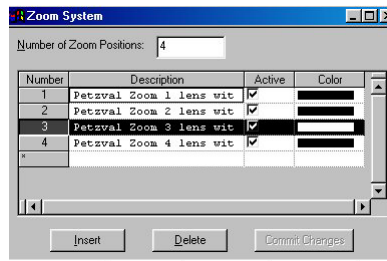 Zoom System
Number of Zoom Positions: 4
Number Description Active Color
1 Petzval Zoom 1 lens wit
2 Petzval Zoom 2 lens wit
3 Petzval Zoom 3 lens wit
4 Petzval Zoom 4 lens wit
*
Insert Delete Commit Changes